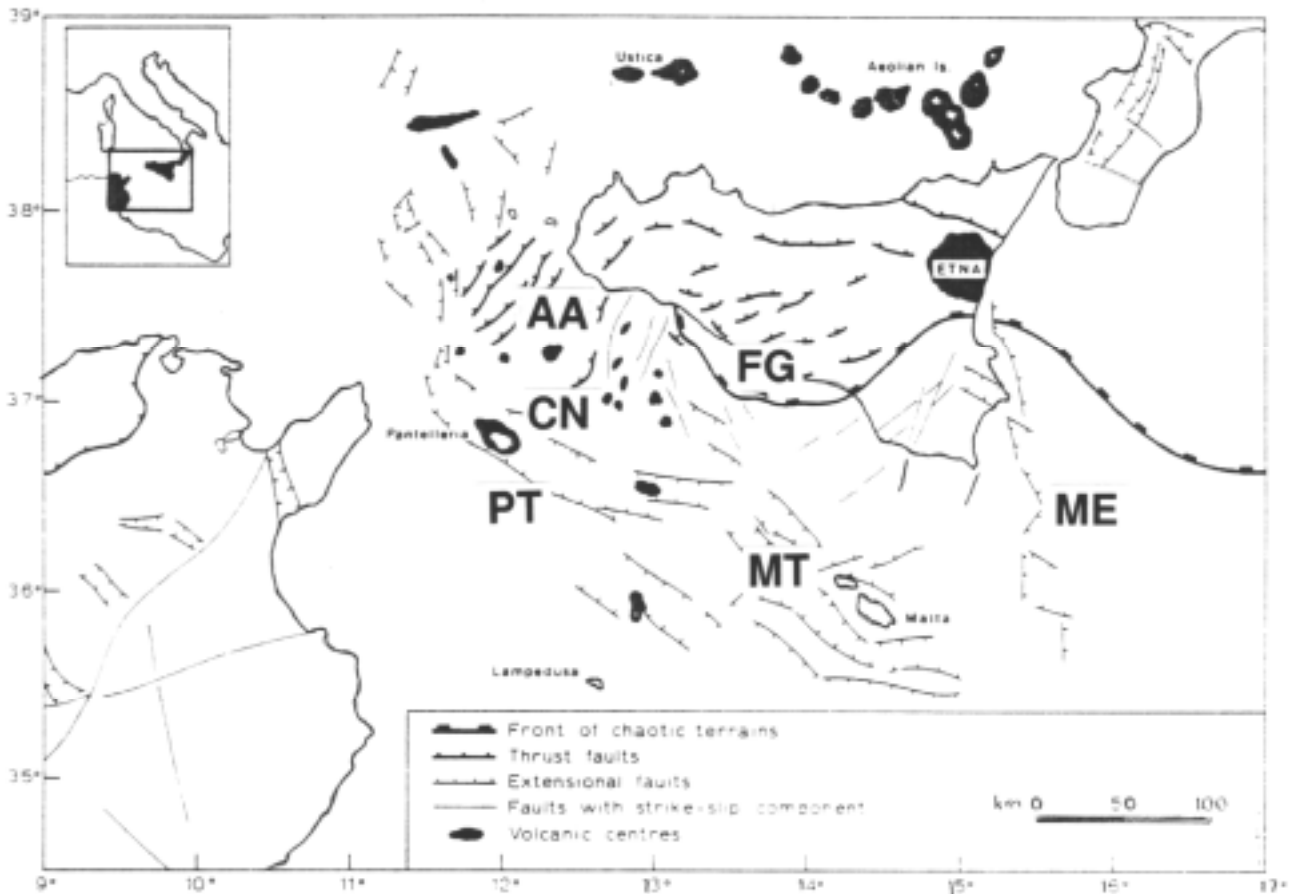 39°
Ustica
Aeolian Is.
38°
ETNA
AA
FG
37°
CN
Pantelleria
PT
ME
36°
MT
Malta
Lampedusa
Front of chaotic terrains
Thrust faults
35°
Extensional faults
Faults with strike-slip component
km 0 50 100
Volcanic centres
9° 10° 11° 12° 13° 14° 15° 16° 17°